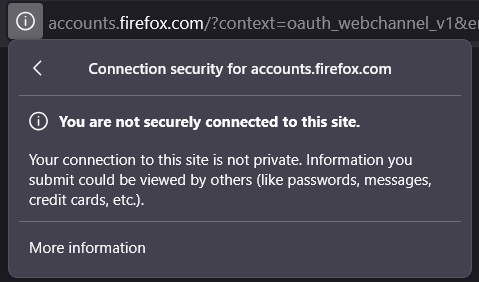 accounts.firefox.com/?context=oauth_webchannel_v1&
Connection security for accounts.firefox.com
You are not securely connected to this site.
Your connection to this site is not private. Information you
submit could be viewed by others (like passwords, messages,
credit cards, etc.).
More information